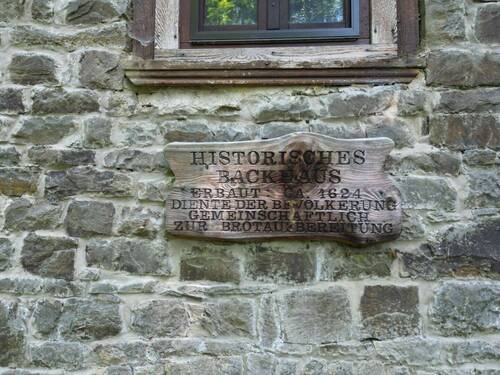 HISTORISCHES
BACKHAUS
ERBAUT CA. 1624
DIENTE DER BEVÖLKERUNG
GEMEINSCHAFTLICH
ZUR BROTAUFBEREITUNG